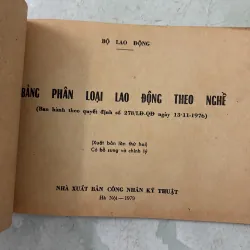 BỘ LAO ĐỘNG
BẢNG PHÂN LOẠI LAO ĐỘNG THEO NGHỀ
(Ban hành theo quyết định số 278/LĐ-QĐ ngày 13-11-1976)
(Xuất bản lần thứ hai)
Có bổ sung và chỉnh lý
NHÀ XUẤT BẢN CÔNG NHÂN KỸ THUẬT
Hà Nội—1979